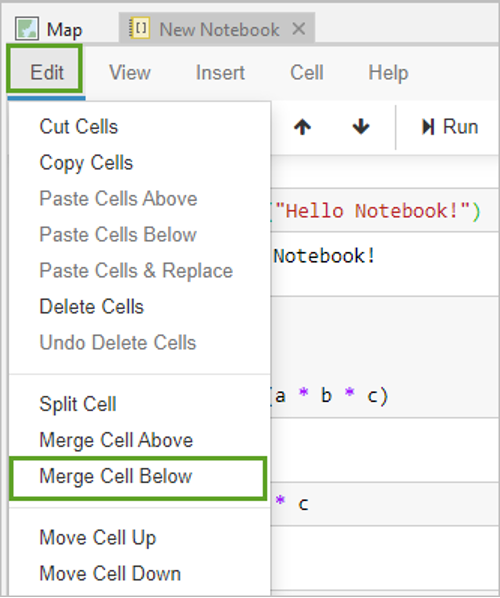 Map New Notebook
Edit View Insert Cell Help
Run
Cut Cells
Copy Cells
Paste Cells Above
("Hello Notebook!")
Paste Cells Below
Notebook!
Paste Cells & Replace
Delete Cells
Undo Delete Cells
(a * b * c)
Split Cell
Merge Cell Above
Merge Cell Below
* c
Move Cell Up
Move Cell Down